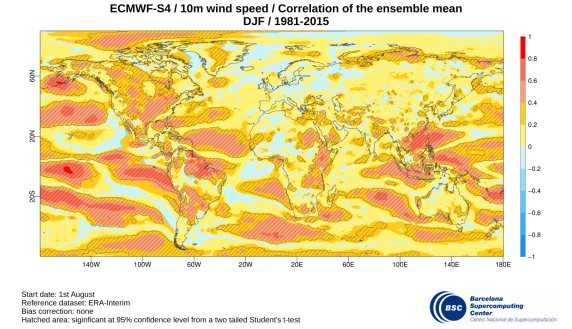 ECMWF-S4 / 10m wind speed / Correlation of the ensemble mean
DJF / 1981-2015
60N
20N
20S
140W
100W
60W
20W
20E
60E
100E
140E
180E
1
0.8
0.6
0.4
0.2
0
−0.2
−0.4
−0.6
−0.8
−1
Start date: 1st August
Reference dataset: ERA-Interim
Bias correction: none
Hatched area: siginificant at 95% confidence level from a two tailed Student's t-test
BSC
Barcelona
Supercomputing
Center
Centro Nacional de Supercomputación